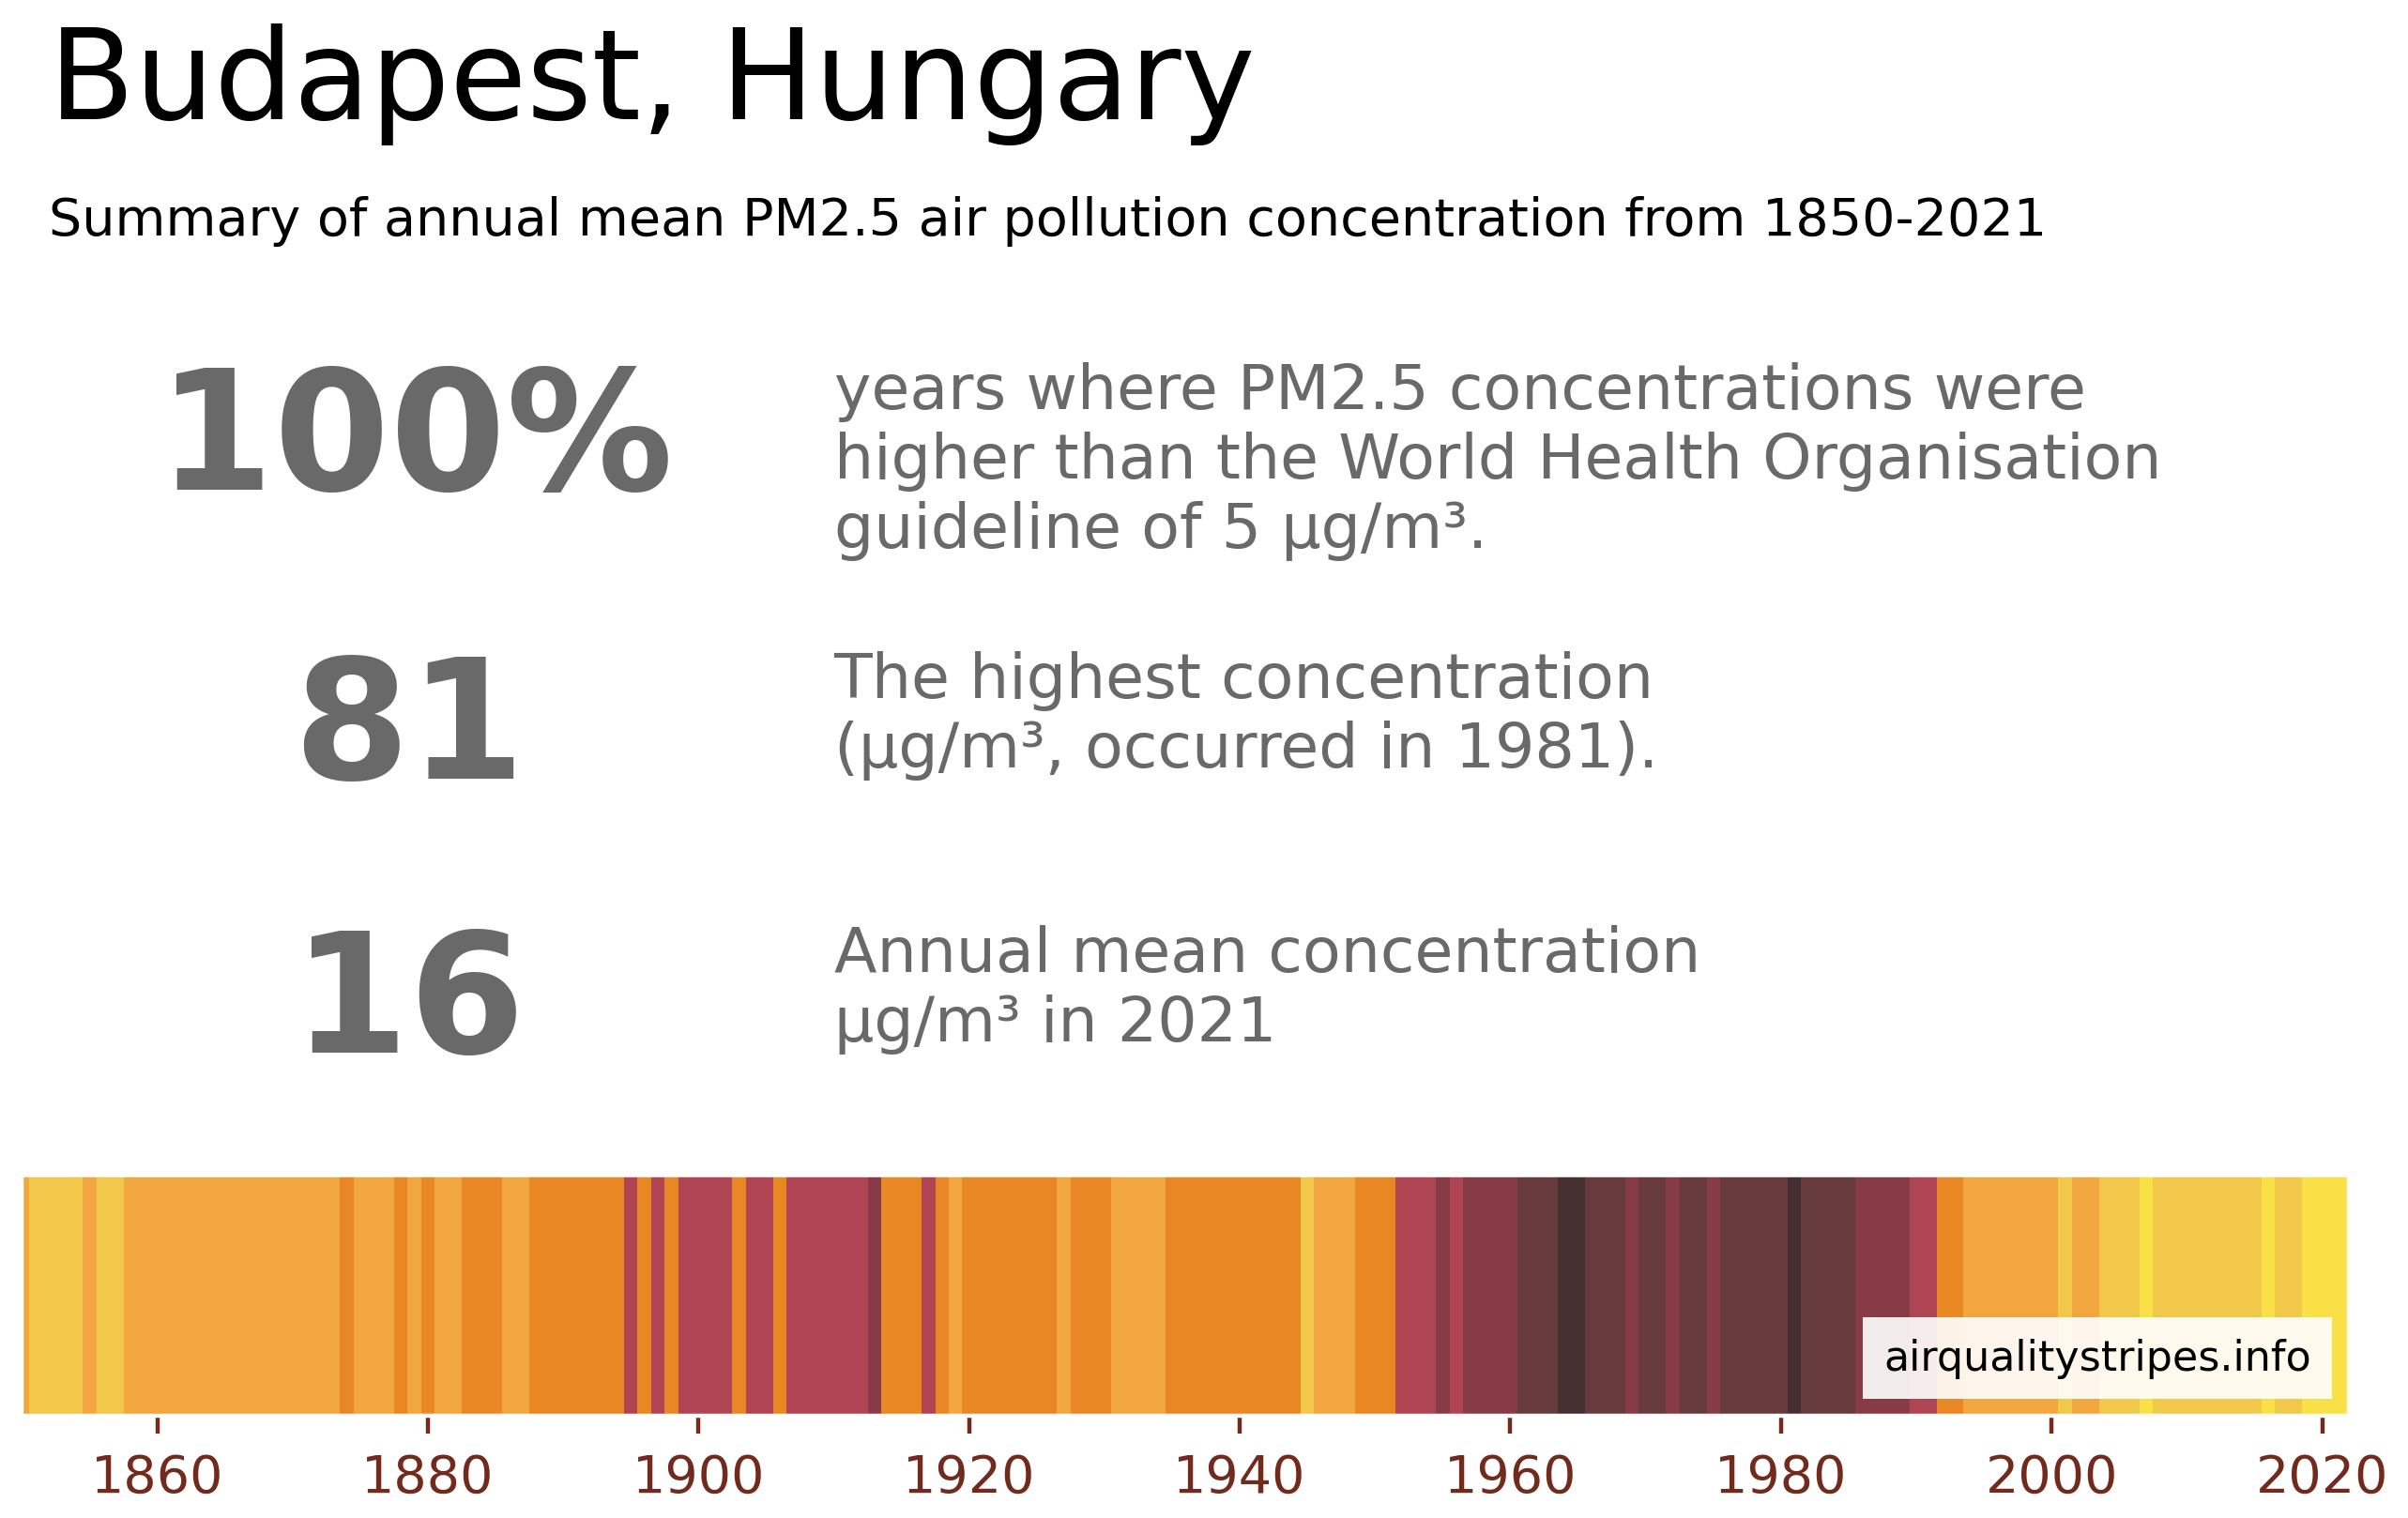 Budapest, Hungary
Summary of annual mean PM2.5 air pollution concentration from 1850-2021
100%
years where PM2.5 concentrations were
higher than the World Health Organisation
guideline of 5 µg/m³.
81
The highest concentration
(µg/m³, occurred in 1981).
16
Annual mean concentration
µg/m³ in 2021
airqualitystripes.info
1860 1880 1900 1920 1940 1960 1980 2000 2020